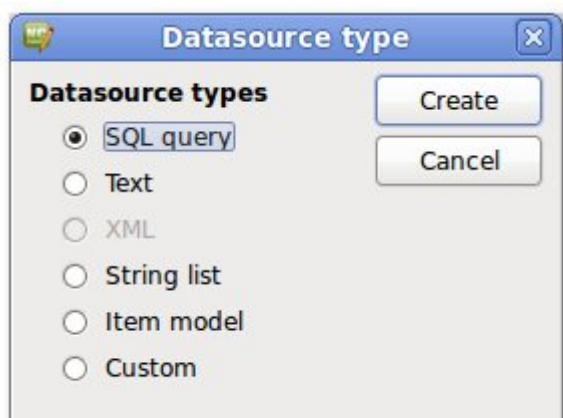 Datasource type
Datasource types
Create
SQL query
Cancel
Text
XML
String list
Item model
Custom